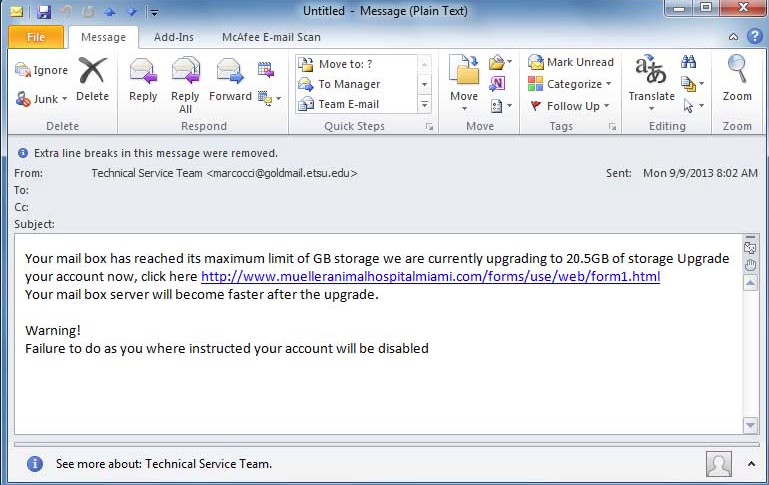 Untitled - Message (Plain Text)
File Message Add-Ins McAfee E-mail Scan
Ignore
Junk
Delete
Reply
Reply All
Forward
Move to: ?
To Manager
Team E-mail
Move
Mark Unread
Categorize
Follow Up
Translate
Zoom
Delete Respond Quick Steps Move Tags Editing Zoom
Extra line breaks in this message were removed.
From: Technical Service Team <marcocci@goldmail.etsu.edu> Sent: Mon 9/9/2013 8:02 AM
To:
Cc:
Subject:
Your mail box has reached its maximum limit of GB storage we are currently upgrading to 20.5GB of storage Upgrade
your account now, click here http://www.muelleranimalhospitalmiami.com/forms/use/web/form1.html
Your mail box server will become faster after the upgrade.
Warning!
Failure to do as you where instructed your account will be disabled
See more about: Technical Service Team.